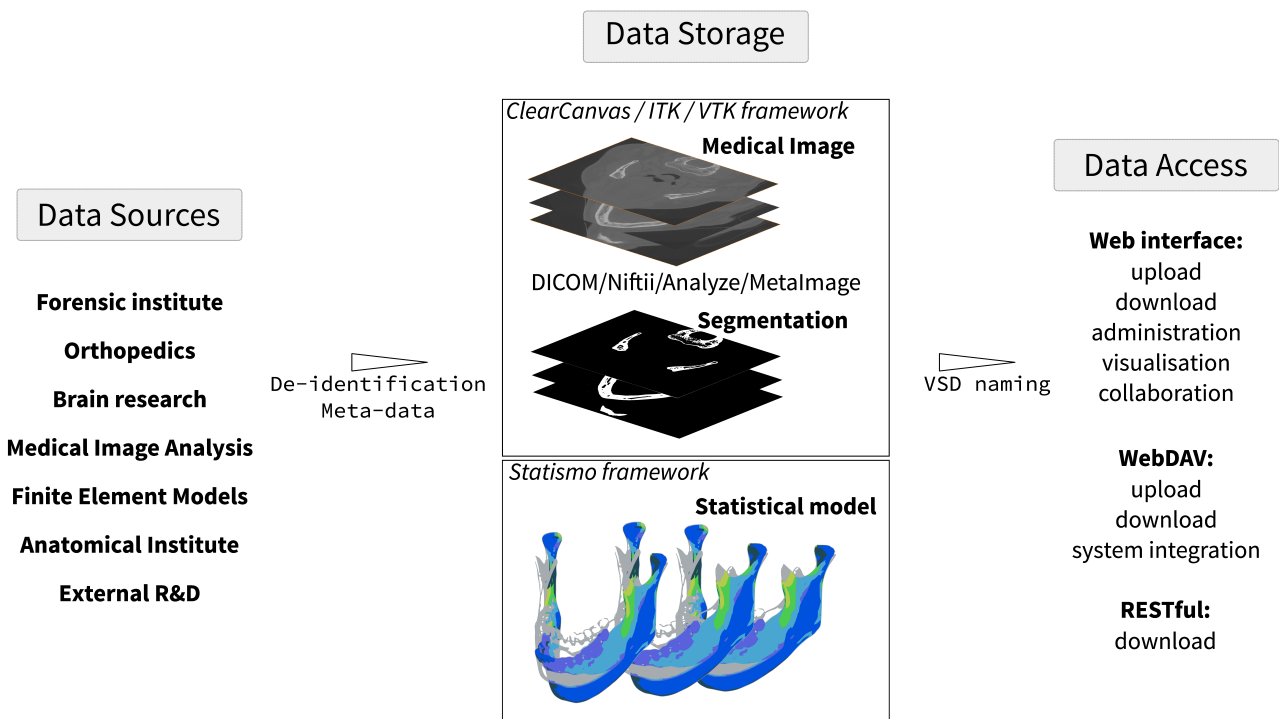 Data Storage
Data Sources
Forensic institute
Orthopedics
Brain research
Medical Image Analysis
Finite Element Models
Anatomical Institute
External R&D
De-identification
Meta-data
ClearCanvas / ITK / VTK framework
Medical Image
DICOM/Niftii/Analyze/MetaImage
Segmentation
Statismo framework
Statistical model
VSD naming
Data Access
Web interface:
upload
download
administration
visualisation
collaboration
WebDAV:
upload
download
system integration
RESTful:
download